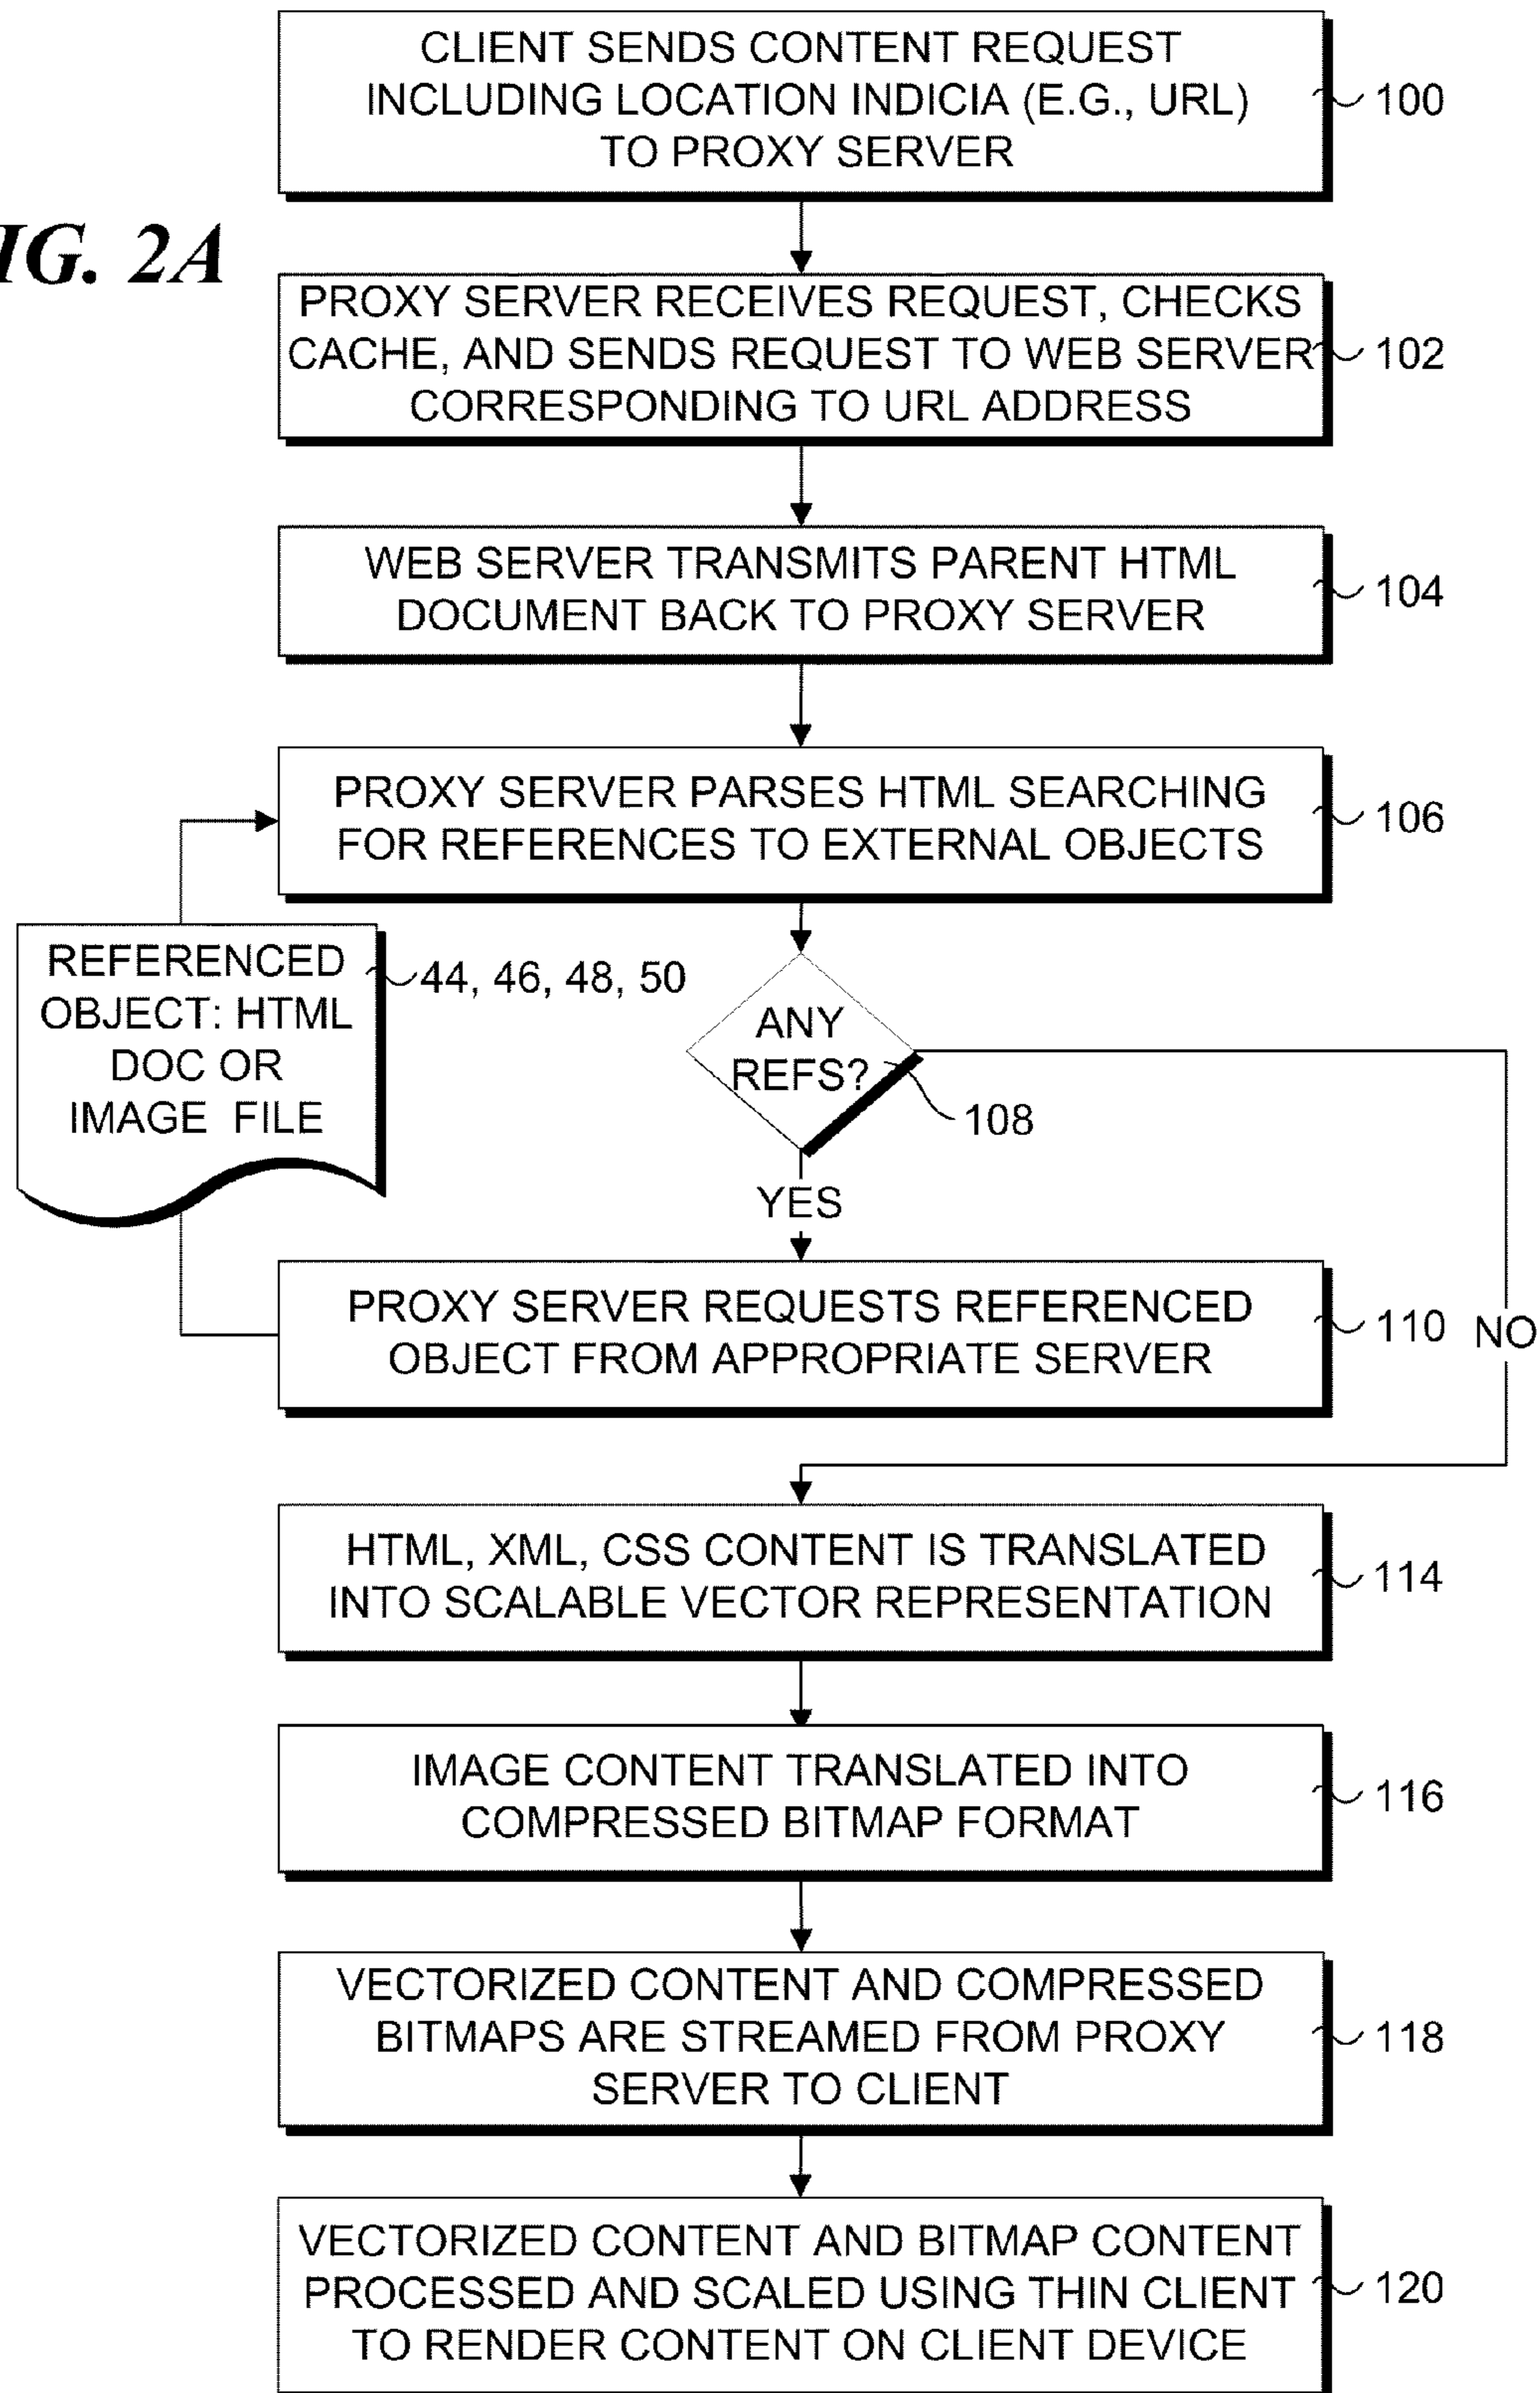 CLIENT SENDS CONTENT REQUEST
INCLUDING LOCATION INDICIA (E.G., URL)
TO PROXY SERVER
100
IG. 2A
PROXY SERVER RECEIVES REQUEST, CHECKS
CACHE, AND SENDS REQUEST TO WEB SERVER
CORRESPONDING TO URL ADDRESS
102
WEB SERVER TRANSMITS PARENT HTML
DOCUMENT BACK TO PROXY SERVER
104
PROXY SERVER PARSES HTML SEARCHING
FOR REFERENCES TO EXTERNAL OBJECTS
106
REFERENCED
OBJECT: HTML
DOC OR
IMAGE FILE
44, 46, 48, 50
ANY
REFS?
108
YES
PROXY SERVER REQUESTS REFERENCED
OBJECT FROM APPROPRIATE SERVER
110
NO
HTML, XML, CSS CONTENT IS TRANSLATED
INTO SCALABLE VECTOR REPRESENTATION
114
IMAGE CONTENT TRANSLATED INTO
COMPRESSED BITMAP FORMAT
116
VECTORIZED CONTENT AND COMPRESSED
BITMAPS ARE STREAMED FROM PROXY
SERVER TO CLIENT
118
VECTORIZED CONTENT AND BITMAP CONTENT
PROCESSED AND SCALED USING THIN CLIENT
TO RENDER CONTENT ON CLIENT DEVICE
120